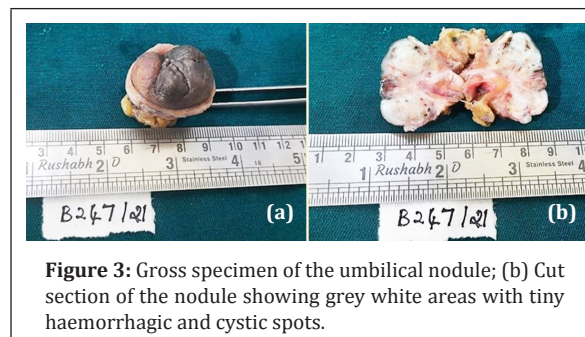 3 4 5 6 7 8 9 10 11 12
1 Rushabh 2 D 3 Stainless Steel 4 5
B247/21
(a)
1 2 3 4 5 6 7 8 9
1 Rushabh 2 D 3 Stainless Steel 4
B247/21
(b)
Figure 3: Gross specimen of the umbilical nodule; (b) Cut
section of the nodule showing grey white areas with tiny
haemorrhagic and cystic spots.